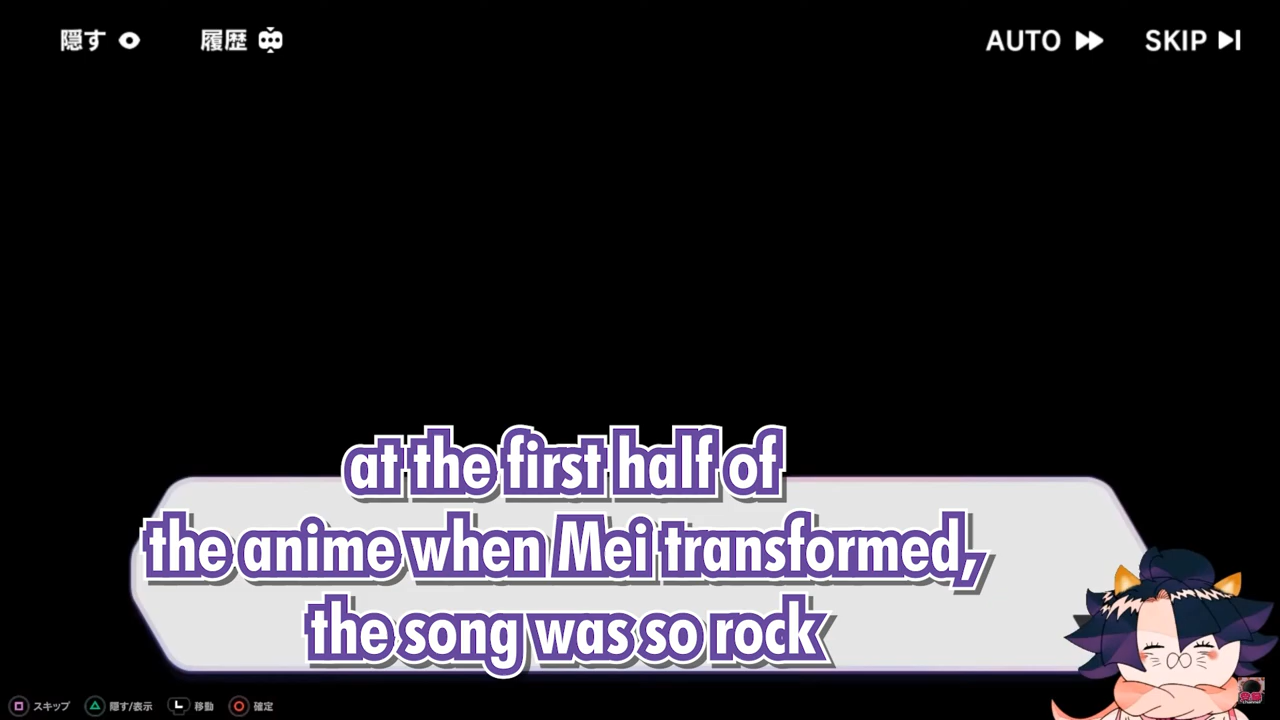 隠す
履歴
AUTO
SKIP
at the first half of
the anime when Mei transformed,
the song was so rock
スキップ
隠す/表示
L
移動
確定